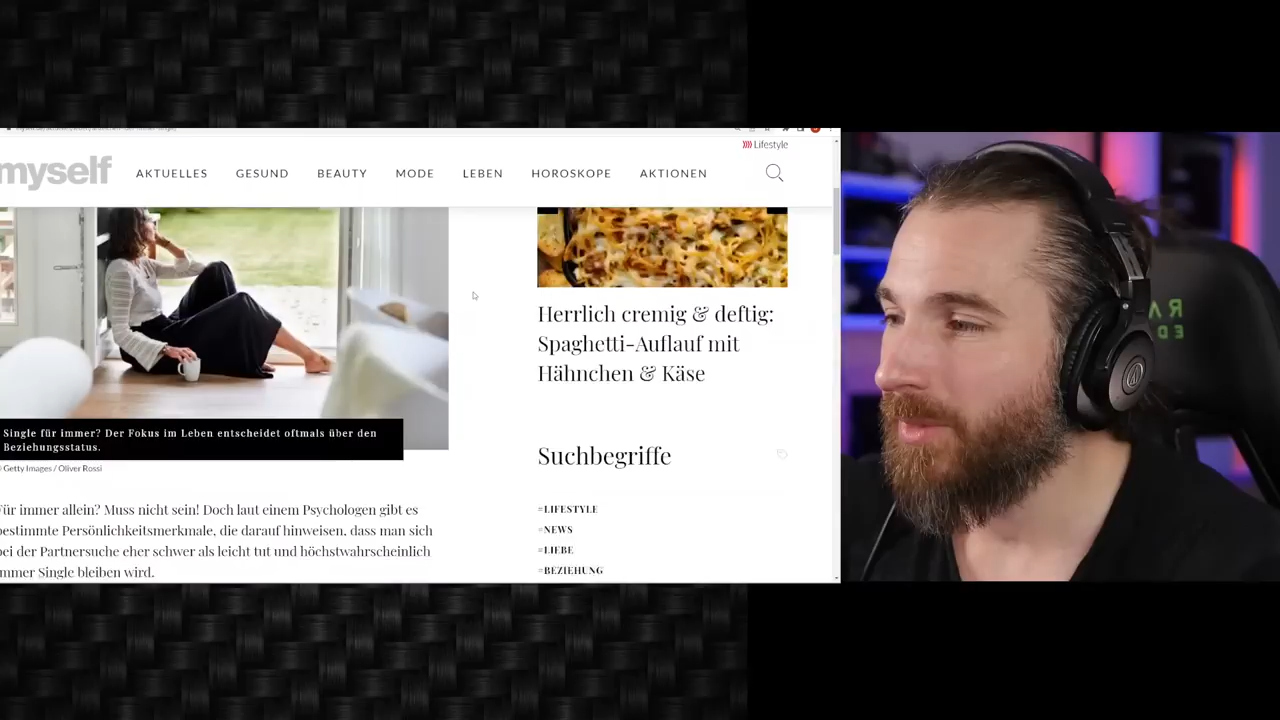 Lifestyle
myself
AKTUELLES GESUND BEAUTY MODE LEBEN HOROSKOPE AKTIONEN
Single für immer? Der Fokus im Leben entscheidet oftmals über den
Beziehungsstatus.
Getty Images / Oliver Rossi
ür immer allein? Muss nicht sein! Doch laut einem Psychologen gibt es
bestimmte Persönlichkeitsmerkmale, die darauf hinweisen, dass man sich
bei der Partnersuche eher schwer als leicht tut und höchstwahrscheinlich
mmer Single bleiben wird.
Herrlich cremig & deftig:
Spaghetti-Auflauf mit
Hähnchen & Käse
Suchbegriffe
#LIFESTYLE
#NEWS
#LIEBE
#BEZIEHUNG